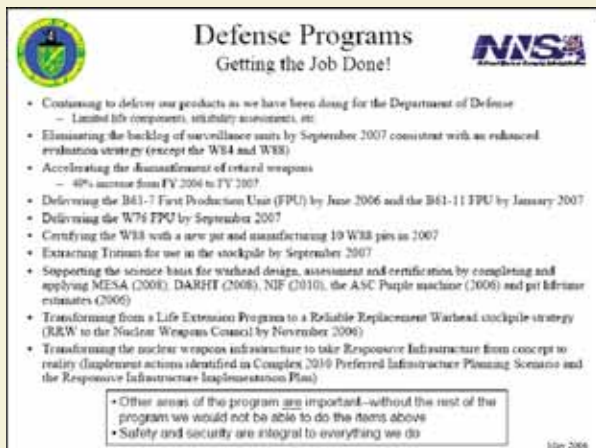 Defense Programs
Getting the Job Done!
NNSA
• Continuing to deliver our products as we have been doing for the Department of Defense
– Limited life components, reliability assessments, etc
• Eliminating the backlog of surveillance units by September 2007 consistent with an enhanced
evaluation strategy (except the W84 and W88)
• Accelerating the dismantlement of retired weapons
– 49% increase from FY 2006 to FY 2007
• Delivering the B61-7 First Production Unit (FPU) by June 2006 and the B61-11 FPU by January 2007
• Delivering the W76 FPU by September 2007
• Certifying the W88 with a new pit and manufacturing 10 W88 pits in 2007
• Extracting Tritium for use in the stockpile by September 2007
• Supporting the science basis for warhead design, assessment and certification by completing and
applying MESA (2008), DARHT (2008), NIF (2010), the ASC Purple machine (2006) and pit lifetime
estimates (2006)
• Transforming from a Life Extension Program to a Reliable Replacement Warhead stockpile strategy
(RRW to the Nuclear Weapons Council by November 2006)
• Transforming the nuclear weapons infrastructure to take Responsive Infrastructure from concept to
reality (Implement actions identified in Complex 2030 Preferred Infrastructure Planning Scenario and
the Responsive Infrastructure Implementation Plan)
• Other areas of the program are important--without the rest of the
program we would not be able to do the items above
• Safety and security are integral to everything we do
May 2006